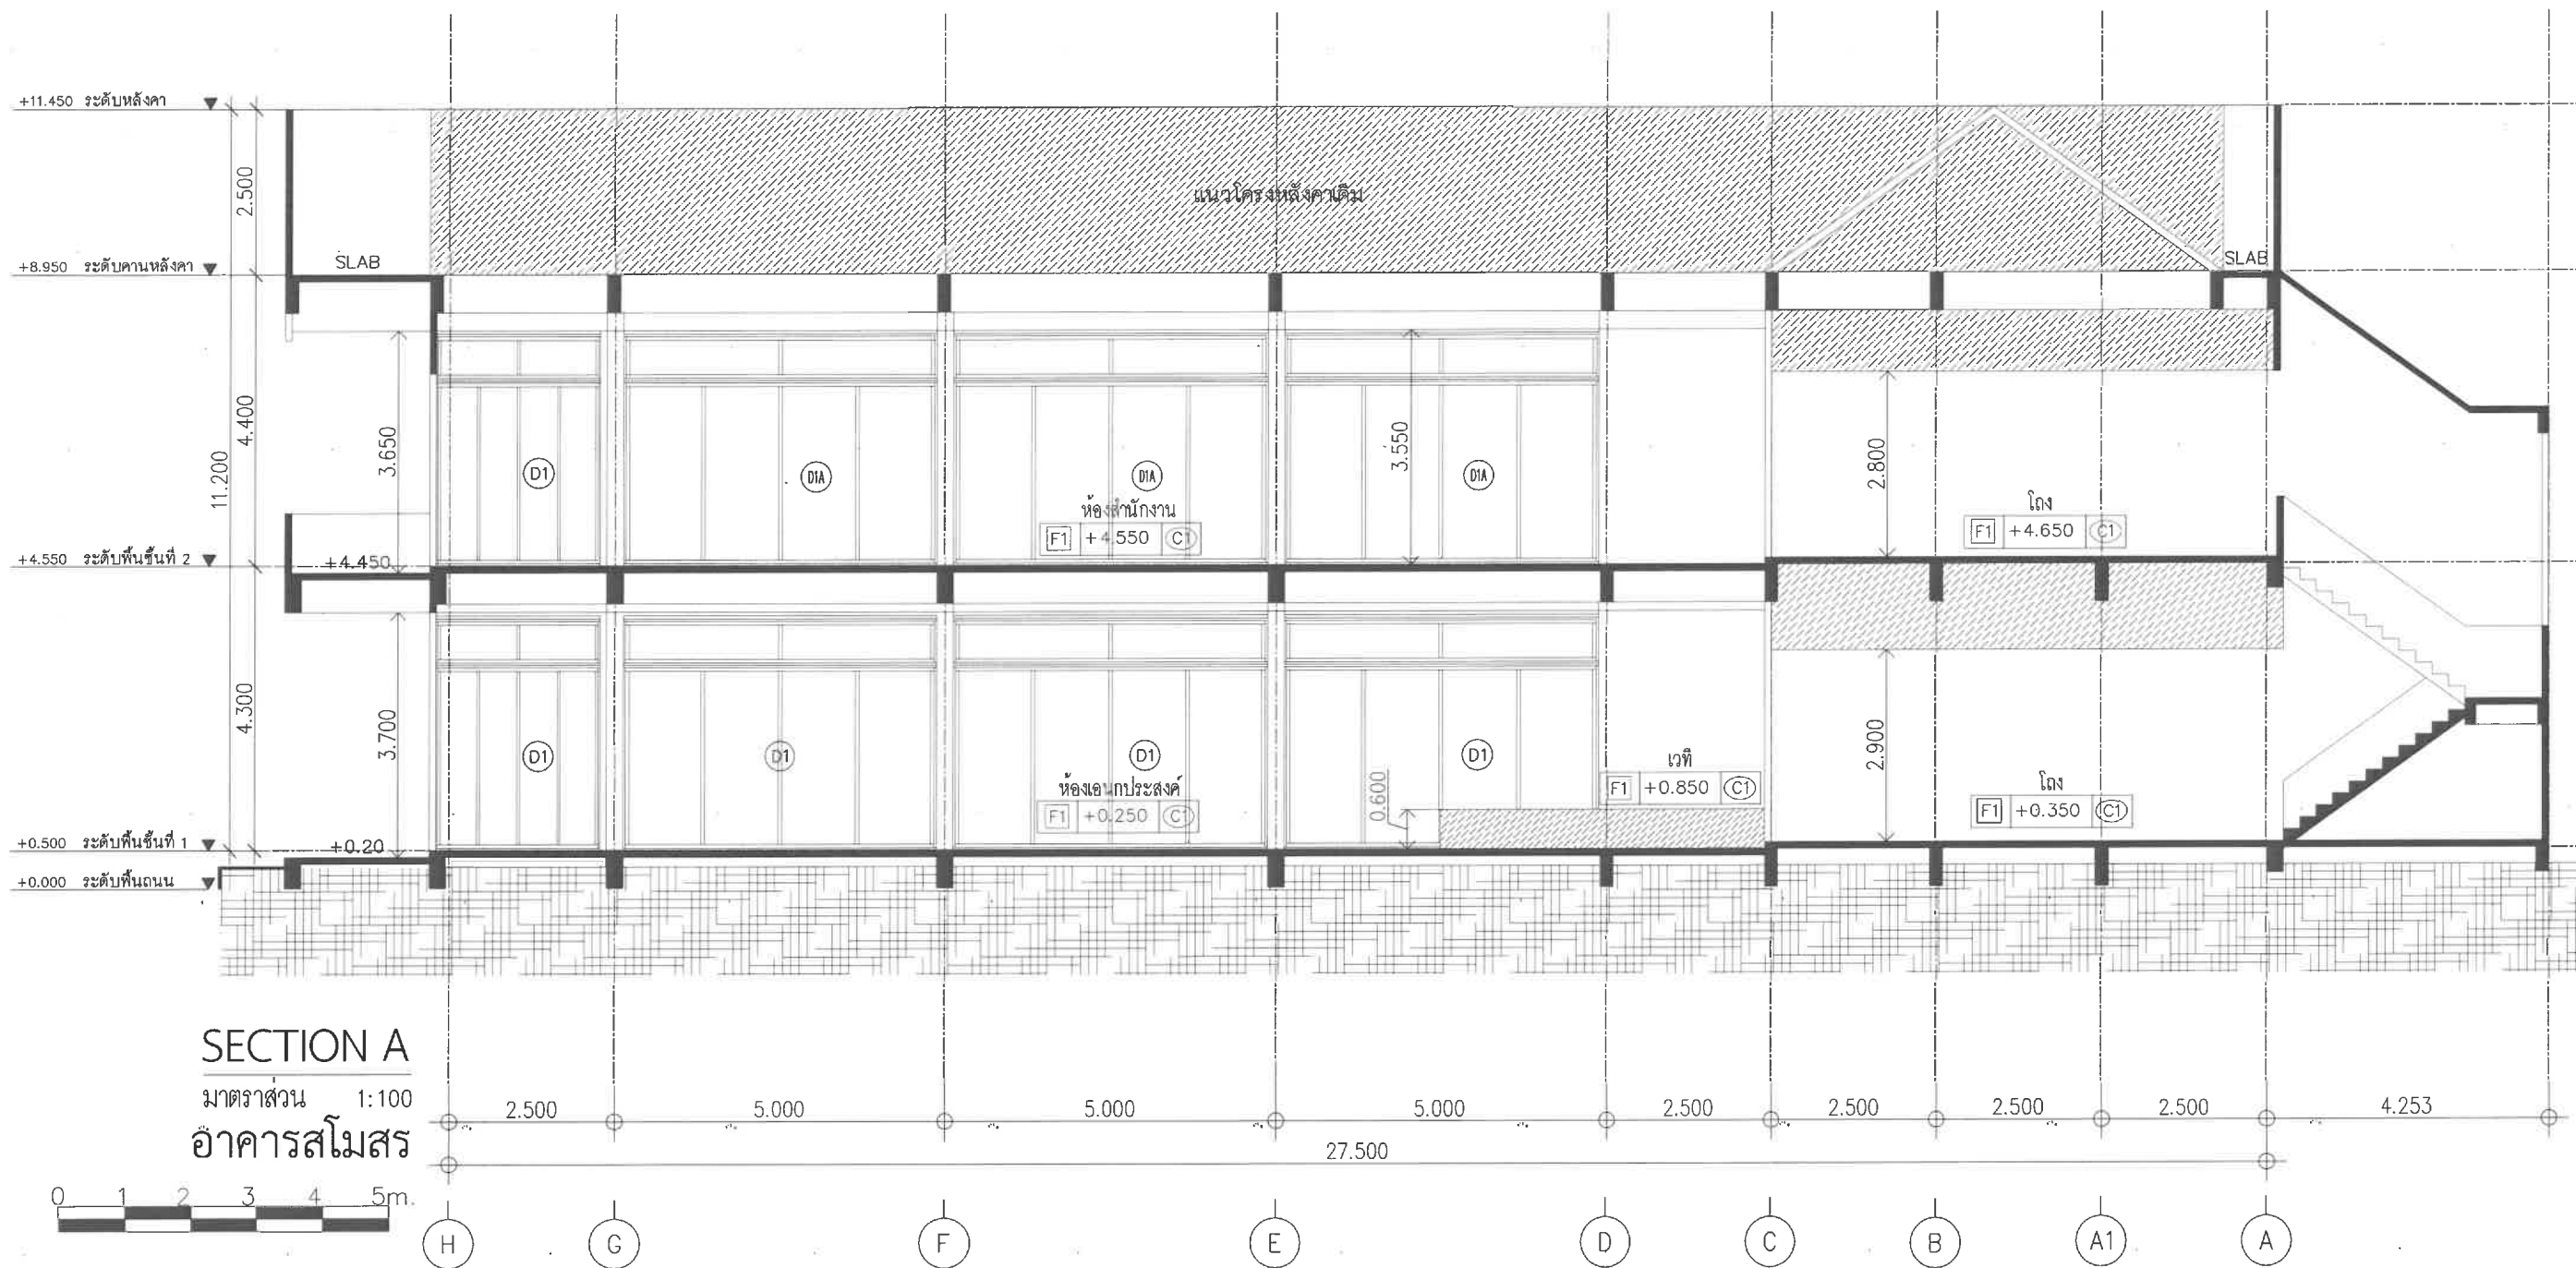 +11.450 ระดับหลังคา
2.500
แนวโครงหลังคาเดิม
SLAB
SLAB
+8.950 ระดับคานหลังคา
4.400
11.200
3.650
3.550
2.800
D1
D1A
D1A
D1A
ห้องสำนักงาน
F1 +4.550 C1
โถง
F1 +4.650 C1
+4.550 ระดับพื้นชั้นที่ 2
+4.450
4.300
3.700
2.900
D1
D1
D1
D1
ห้องเอนกประสงค์
F1 +0.250 C1
0.600
เวที
F1 +0.850 C1
โถง
F1 +0.350 C1
+0.500 ระดับพื้นชั้นที่ 1
+0.20
+0.000 ระดับพื้นถนน
SECTION A
มาตราส่วน 1:100
อาคารสโมสร
2.500 5.000 5.000 5.000 2.500 2.500 2.500 2.500 4.253
27.500
0 1 2 3 4 5m.
H G F E D C B A1 A